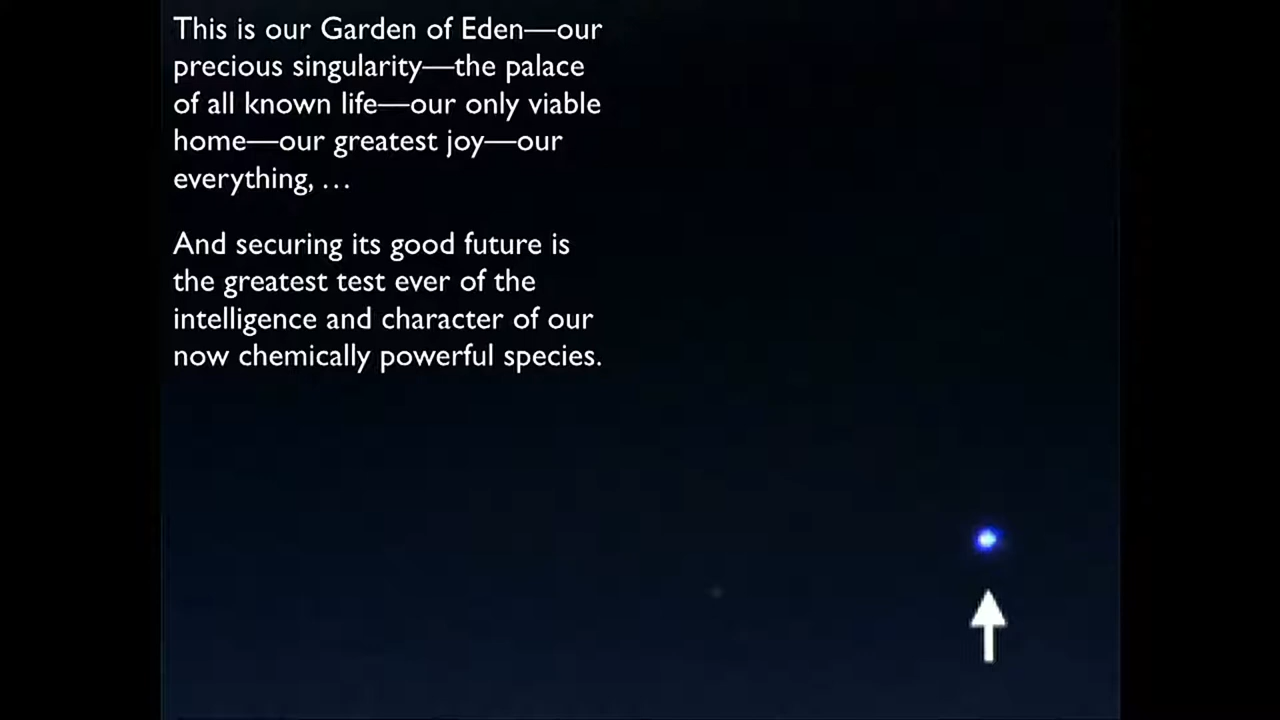 This is our Garden of Eden—our
precious singularity—the palace
of all known life—our only viable
home—our greatest joy—our
everything, …
And securing its good future is
the greatest test ever of the
intelligence and character of our
now chemically powerful species.